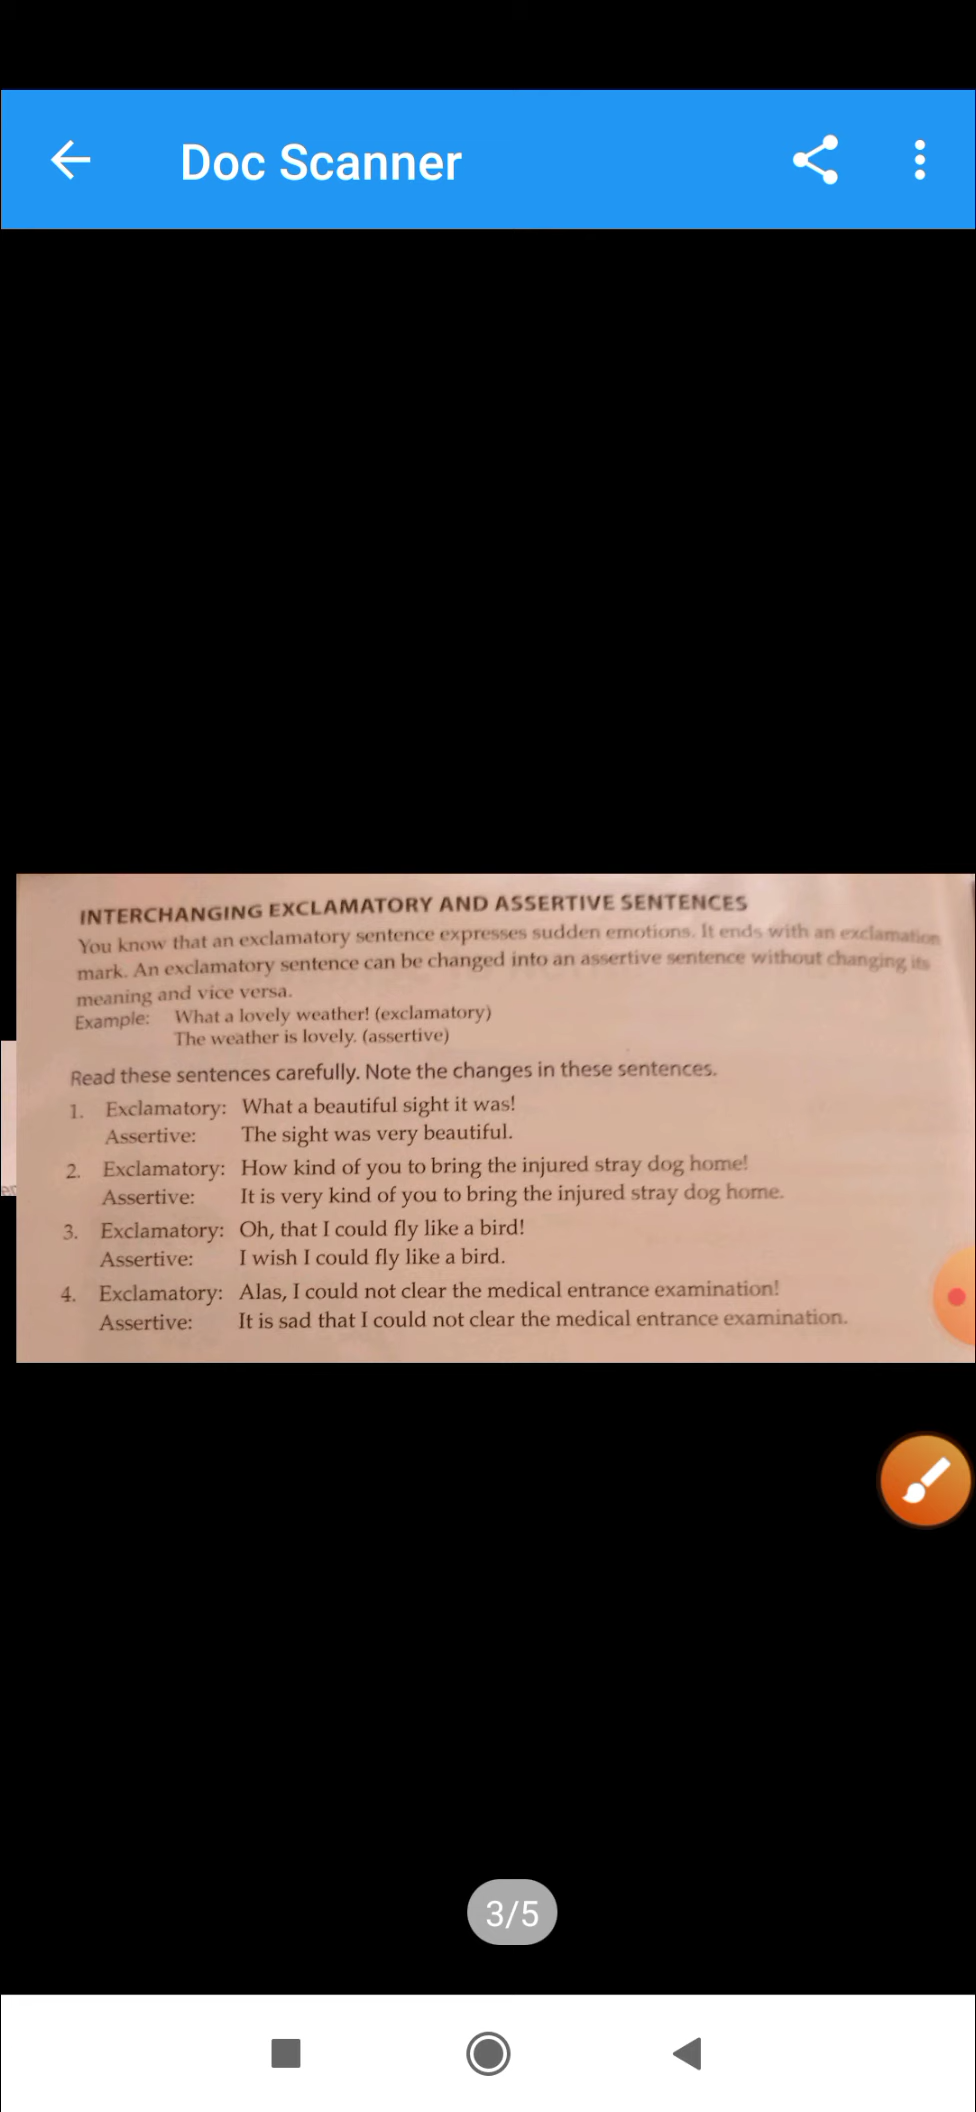 Doc Scanner
INTERCHANGING EXCLAMATORY AND ASSERTIVE SENTENCES
You know that an exclamatory sentence expresses sudden emotions. It ends with an exclamation
mark. An exclamatory sentence can be changed into an assertive sentence without changing its
meaning and vice versa.
Example: What a lovely weather! (exclamatory)
The weather is lovely. (assertive)
Read these sentences carefully. Note the changes in these sentences.
1. Exclamatory: What a beautiful sight it was!
Assertive: The sight was very beautiful.
2. Exclamatory: How kind of you to bring the injured stray dog home!
Assertive: It is very kind of you to bring the injured stray dog home.
3. Exclamatory: Oh, that I could fly like a bird!
Assertive: I wish I could fly like a bird.
4. Exclamatory: Alas, I could not clear the medical entrance examination!
Assertive: It is sad that I could not clear the medical entrance examination.
3/5